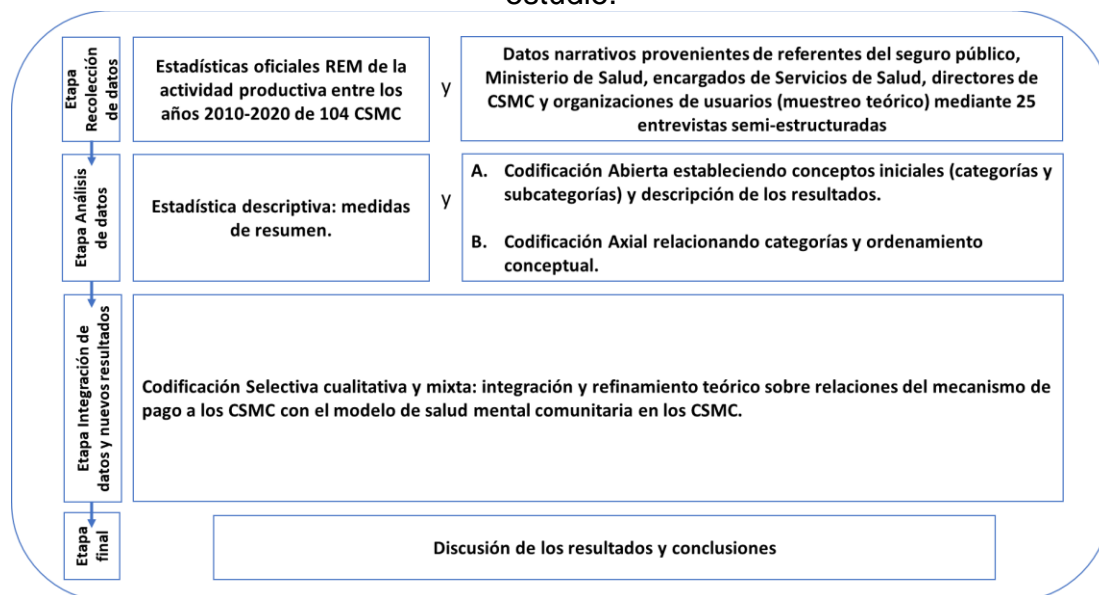 estudio.
Etapa
Recolección
de datos
Estadísticas oficiales REM de la
actividad productiva entre los
años 2010-2020 de 104 CSMC
y
Datos narrativos provenientes de referentes del seguro público,
Ministerio de Salud, encargados de Servicios de Salud, directores de
CSMC y organizaciones de usuarios (muestreo teórico) mediante 25
entrevistas semi-estructuradas
Etapa Análisis
de datos
Estadística descriptiva: medidas
de resumen.
y
A. Codificación Abierta estableciendo conceptos iniciales (categorías y
subcategorías) y descripción de los resultados.
B. Codificación Axial relacionando categorías y ordenamiento
conceptual.
Etapa Integración de
datos y nuevos resultados
Codificación Selectiva cualitativa y mixta: integración y refinamiento teórico sobre relaciones del mecanismo de
pago a los CSMC con el modelo de salud mental comunitaria en los CSMC.
Etapa
final
Discusión de los resultados y conclusiones